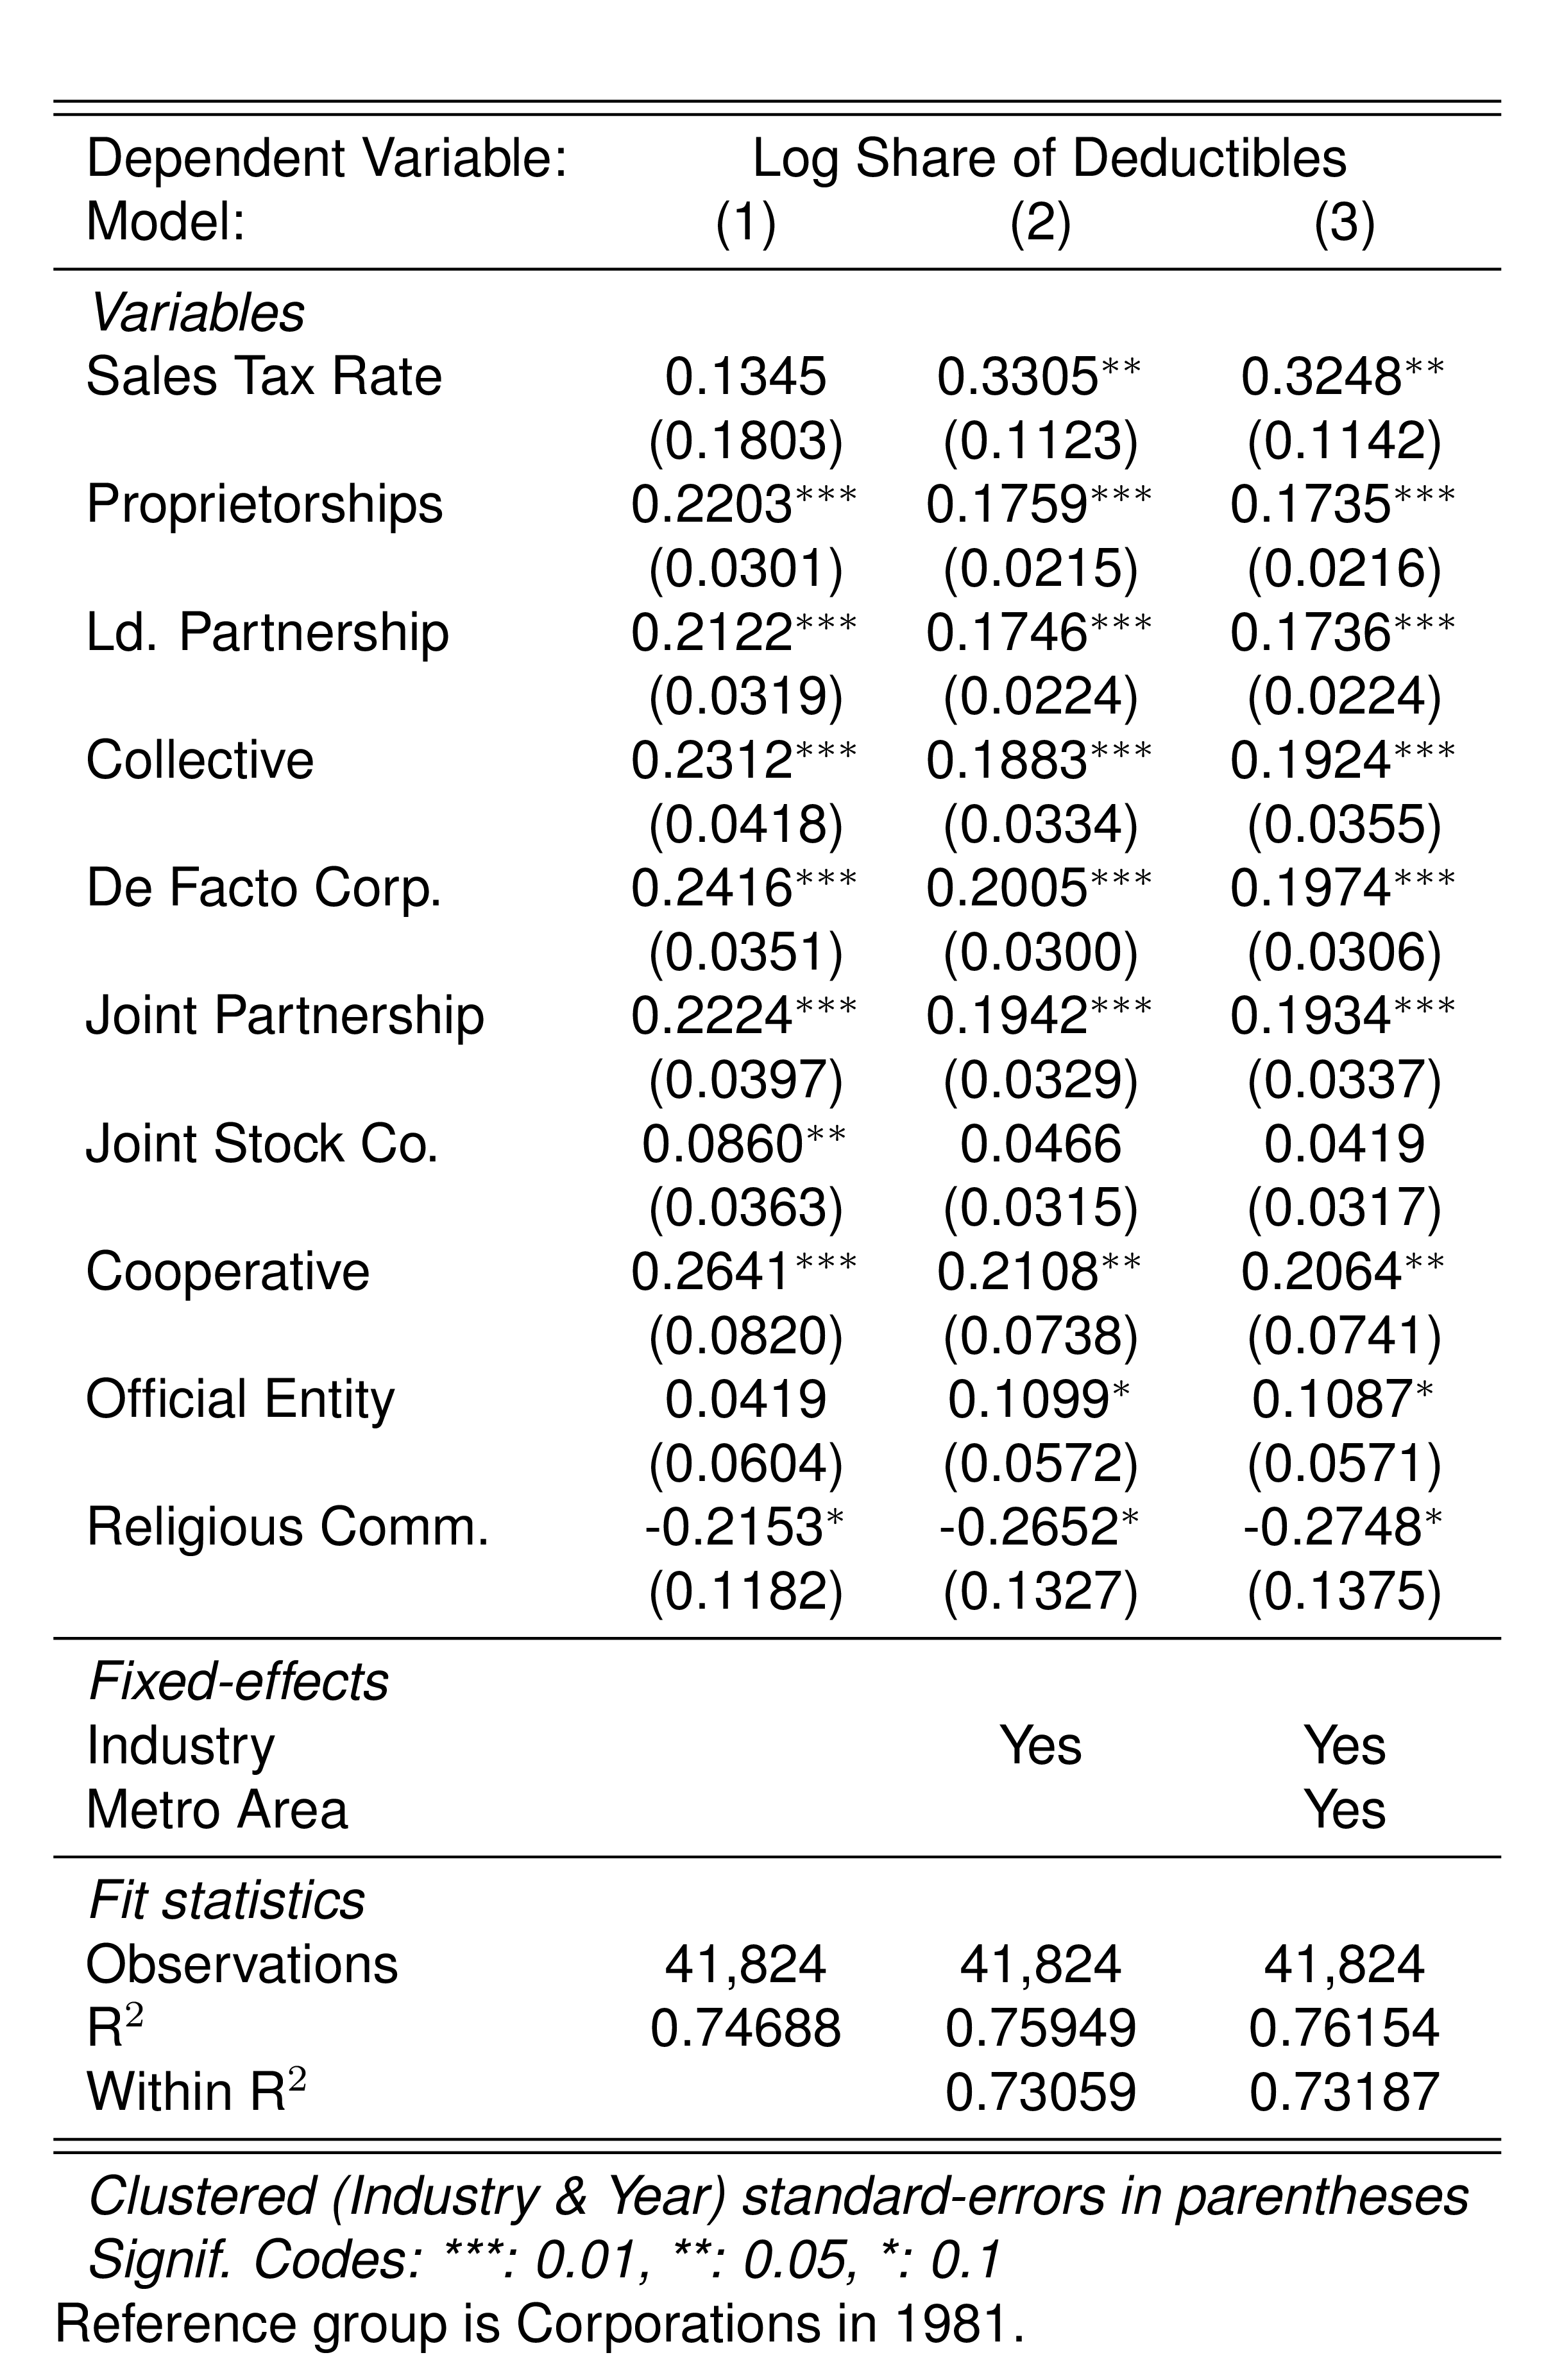 Dependent Variable: Log Share of Deductibles
Model: (1) (2) (3)
Variables
Sales Tax Rate 0.1345 0.3305** 0.3248**
(0.1803) (0.1123) (0.1142)
Proprietorships 0.2203*** 0.1759*** 0.1735***
(0.0301) (0.0215) (0.0216)
Ld. Partnership 0.2122*** 0.1746*** 0.1736***
(0.0319) (0.0224) (0.0224)
Collective 0.2312*** 0.1883*** 0.1924***
(0.0418) (0.0334) (0.0355)
De Facto Corp. 0.2416*** 0.2005*** 0.1974***
(0.0351) (0.0300) (0.0306)
Joint Partnership 0.2224*** 0.1942*** 0.1934***
(0.0397) (0.0329) (0.0337)
Joint Stock Co. 0.0860** 0.0466 0.0419
(0.0363) (0.0315) (0.0317)
Cooperative 0.2641*** 0.2108** 0.2064**
(0.0820) (0.0738) (0.0741)
Official Entity 0.0419 0.1099* 0.1087*
(0.0604) (0.0572) (0.0571)
Religious Comm. -0.2153* -0.2652* -0.2748*
(0.1182) (0.1327) (0.1375)
Fixed-effects
Industry Yes Yes
Metro Area Yes
Fit statistics
Observations 41,824 41,824 41,824
R² 0.74688 0.75949 0.76154
Within R² 0.73059 0.73187
Clustered (Industry & Year) standard-errors in parentheses
Signif. Codes: ***: 0.01, **: 0.05, *: 0.1
Reference group is Corporations in 1981.